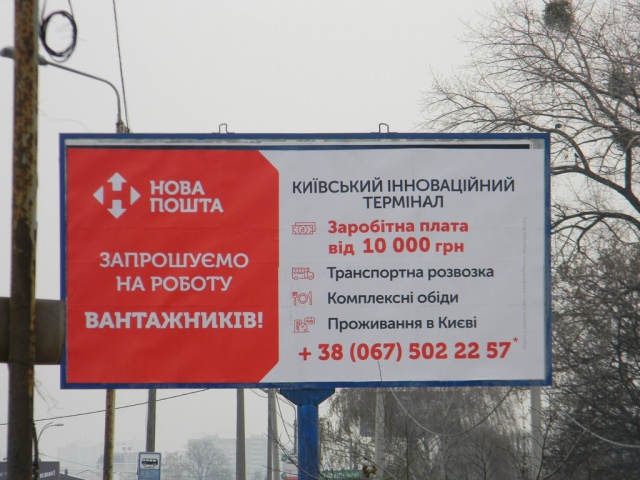 НОВА
ПОШТА
ЗАПРОШУЄМО
НА РОБОТУ
ВАНТАЖНИКІВ!
КИЇВСЬКИЙ ІННОВАЦІЙНИЙ
ТЕРМІНАЛ
Заробітна плата
від 10 000 грн
Транспортна розвозка
Комплексні обіди
Проживання в Києві
+ 38 (067) 502 22 57*